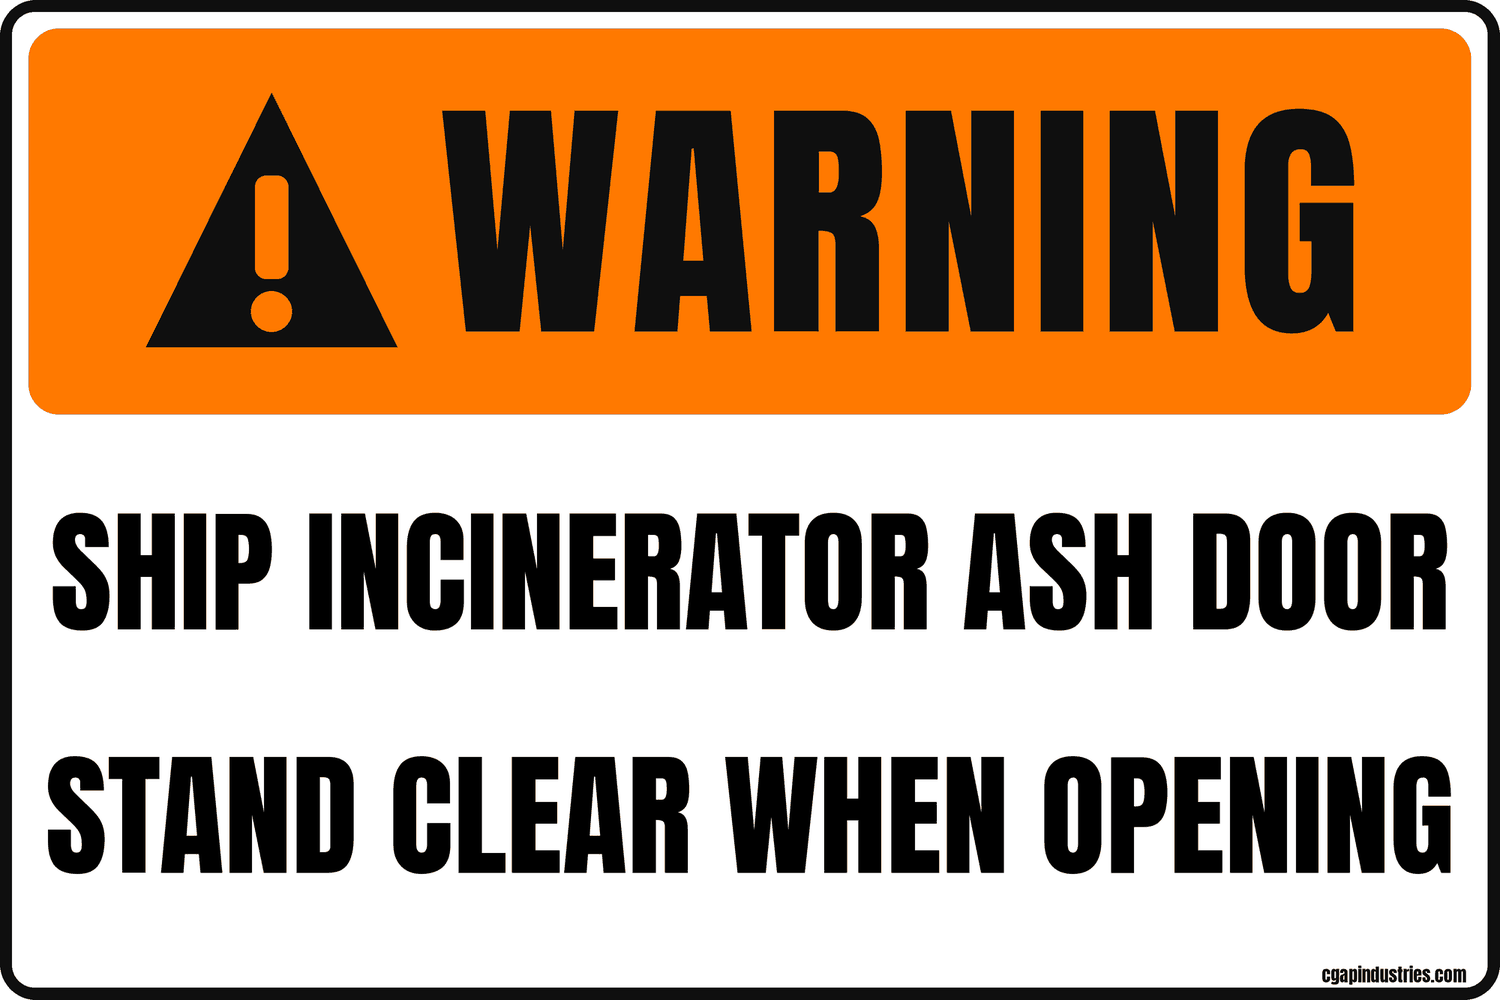 WARNING
SHIP INCINERATOR ASH DOOR
STAND CLEAR WHEN OPENING
cgapindustries.com